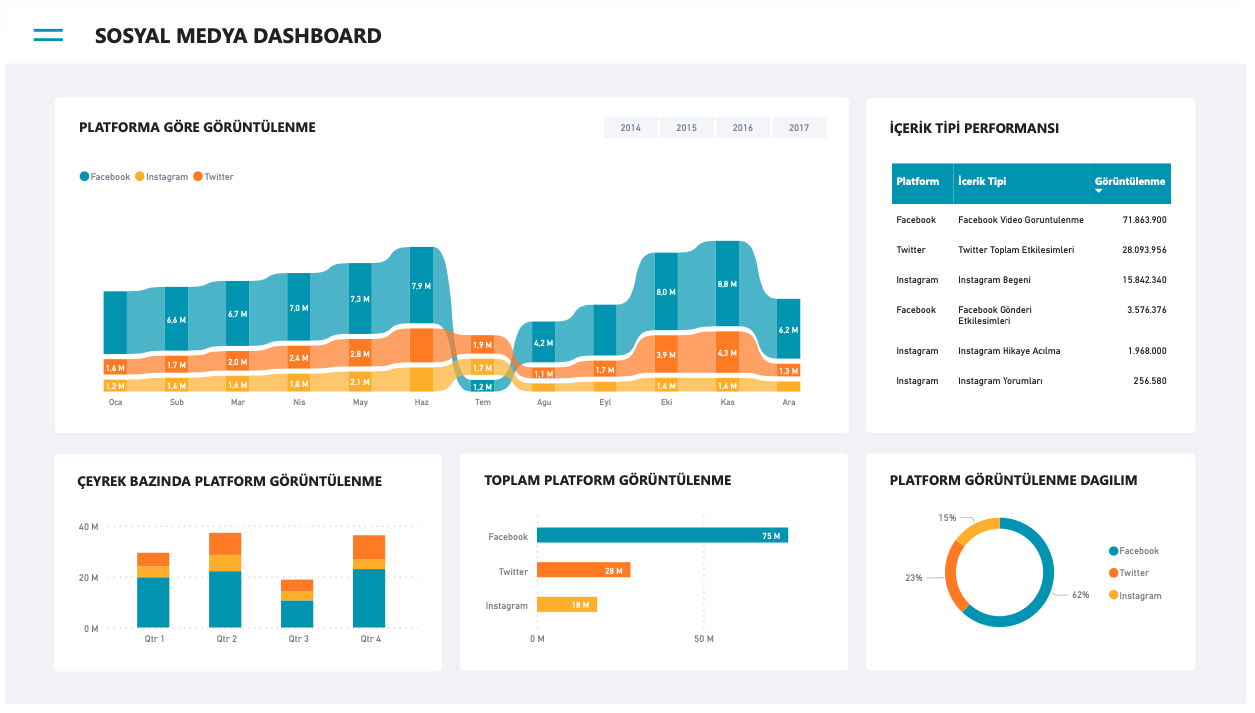 SOSYAL MEDYA DASHBOARD
PLATFORMA GÖRE GÖRÜNTÜLENME
2014 2015 2016 2017
Facebook Instagram Twitter
6,6 M 6,7 M 7,0 M 7,3 M 7,9 M 4,2 M 8,0 M 8,8 M 6,2 M
1,6 M 1,7 M 2,0 M 2,4 M 2,8 M 1,9 M 1,1 M 1,7 M 3,9 M 4,3 M 1,3 M
1,2 M 1,4 M 1,6 M 1,8 M 2,1 M 1,7 M 1,4 M 1,4 M
1,2 M
Oca Sub Mar Nis May Haz Tem Agu Eyl Eki Kas Ara
İÇERİK TİPİ PERFORMANSI
Platform İcerik Tipi Görüntülenme
Facebook Facebook Video Goruntulenme 71.863.900
Twitter Twitter Toplam Etkilesimleri 28.093.956
Instagram Instagram Begeni 15.842.340
Facebook Facebook Gönderi 3.576.376
Etkilesimleri
Instagram Instagram Hikaye Acılma 1.968.000
Instagram Instagram Yorumları 256.580
ÇEYREK BAZINDA PLATFORM GÖRÜNTÜLENME
40 M
20 M
0 M
Qtr 1 Qtr 2 Qtr 3 Qtr 4
TOPLAM PLATFORM GÖRÜNTÜLENME
Facebook 75 M
Twitter 28 M
Instagram 18 M
0 M 50 M
PLATFORM GÖRÜNTÜLENME DAGILIM
15%
23%
62%
Facebook
Twitter
Instagram